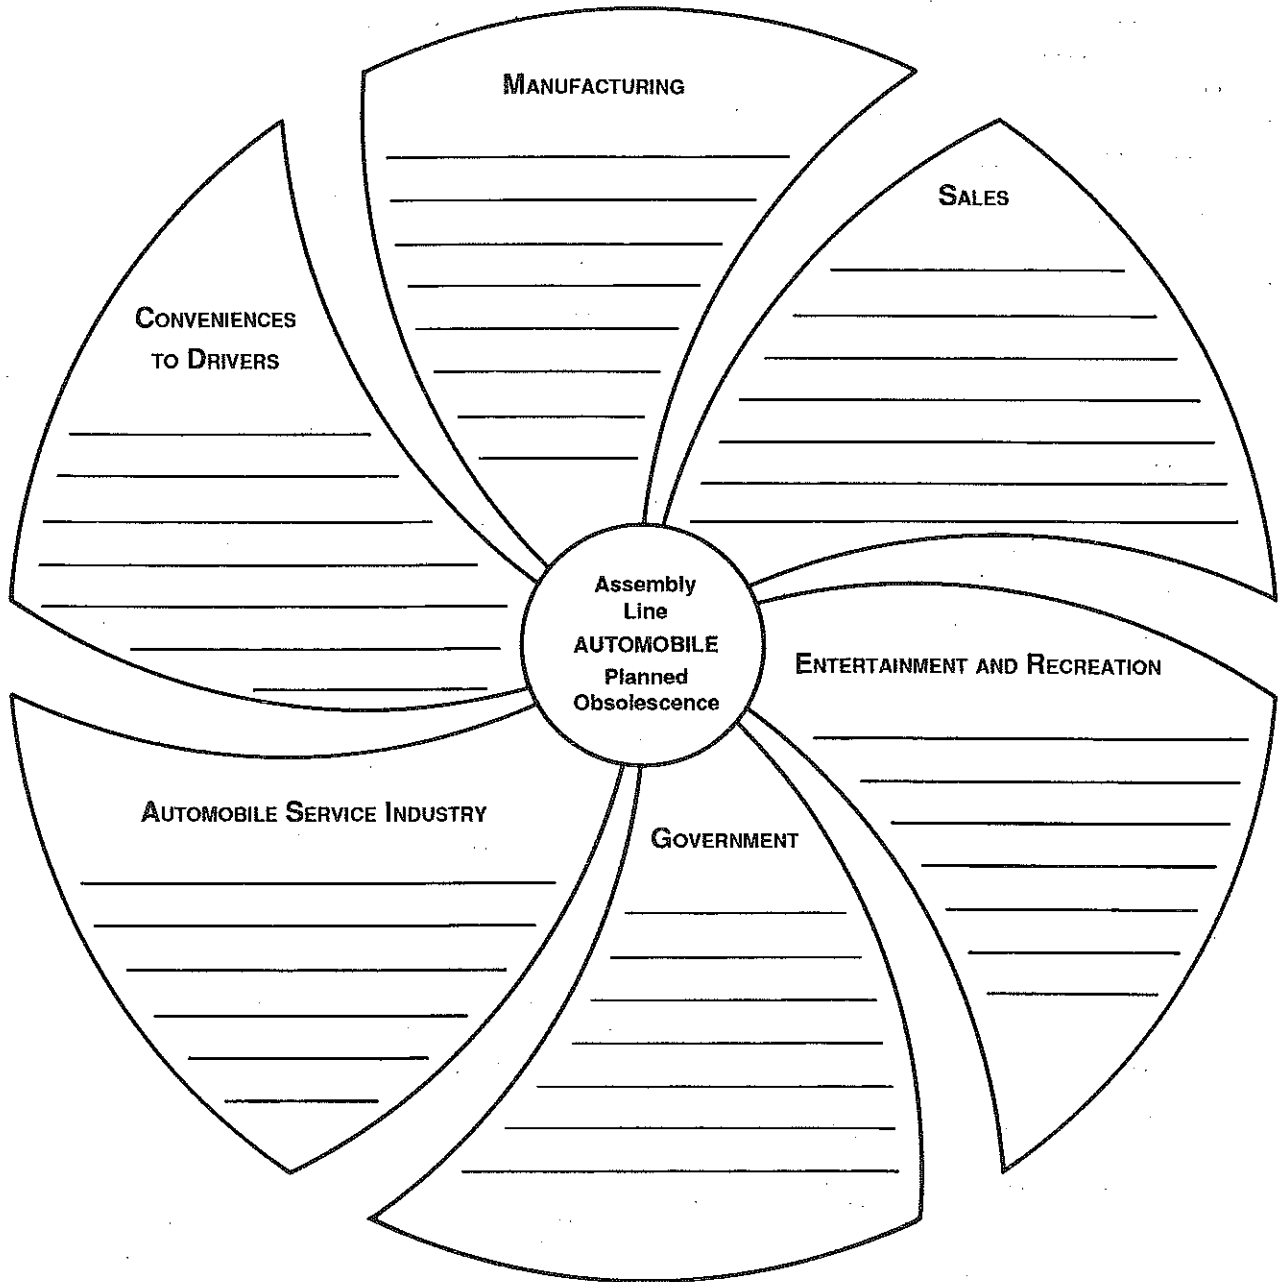 MANUFACTURING
SALES
CONVENIENCES
TO DRIVERS
Assembly
Line
AUTOMOBILE
Planned
Obsolescence
ENTERTAINMENT AND RECREATION
AUTOMOBILE SERVICE INDUSTRY
GOVERNMENT